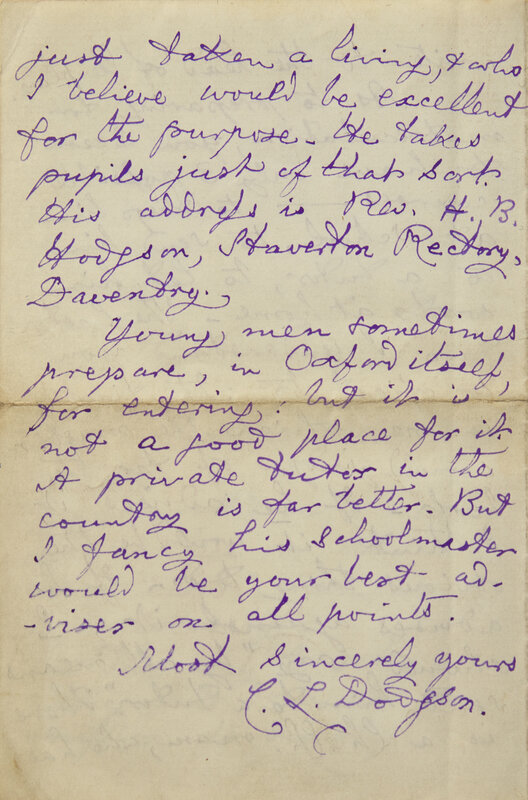 just taken a living, & who
I believe would be excellent
for the purpose - He takes
pupils just of that sort.
His address is Rev. H. B.
Hodgson, Staverton Rectory,
Daventry.
Young men sometimes
prepare, in Oxford itself,
for entering: but it is
not a good place for it.
A private tutor in the
country is far better. But
I fancy his schoolmaster
would be your best ad-
-viser on all points.
Most sincerely yours
C. L. Dodgson.